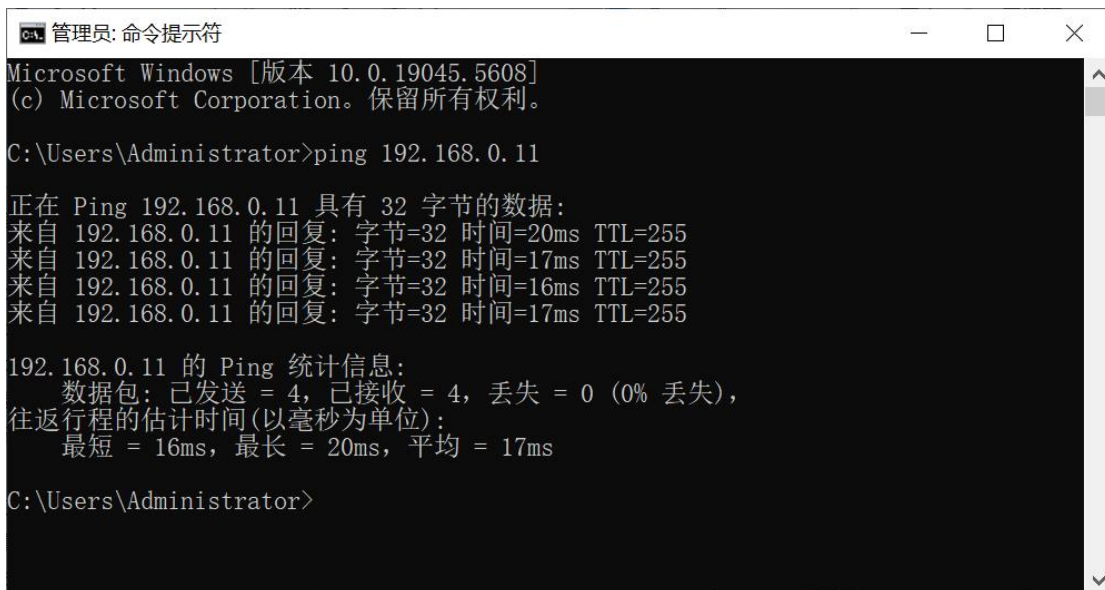 管理员: 命令提示符
Microsoft Windows [版本 10.0.19045.5608]
(c) Microsoft Corporation。保留所有权利。
C:\Users\Administrator>ping 192.168.0.11
正在 Ping 192.168.0.11 具有 32 字节的数据:
来自 192.168.0.11 的回复: 字节=32 时间=20ms TTL=255
来自 192.168.0.11 的回复: 字节=32 时间=17ms TTL=255
来自 192.168.0.11 的回复: 字节=32 时间=16ms TTL=255
来自 192.168.0.11 的回复: 字节=32 时间=17ms TTL=255
192.168.0.11 的 Ping 统计信息:
    数据包: 已发送 = 4，已接收 = 4，丢失 = 0 (0% 丢失)，
往返行程的估计时间(以毫秒为单位):
    最短 = 16ms，最长 = 20ms，平均 = 17ms
C:\Users\Administrator>